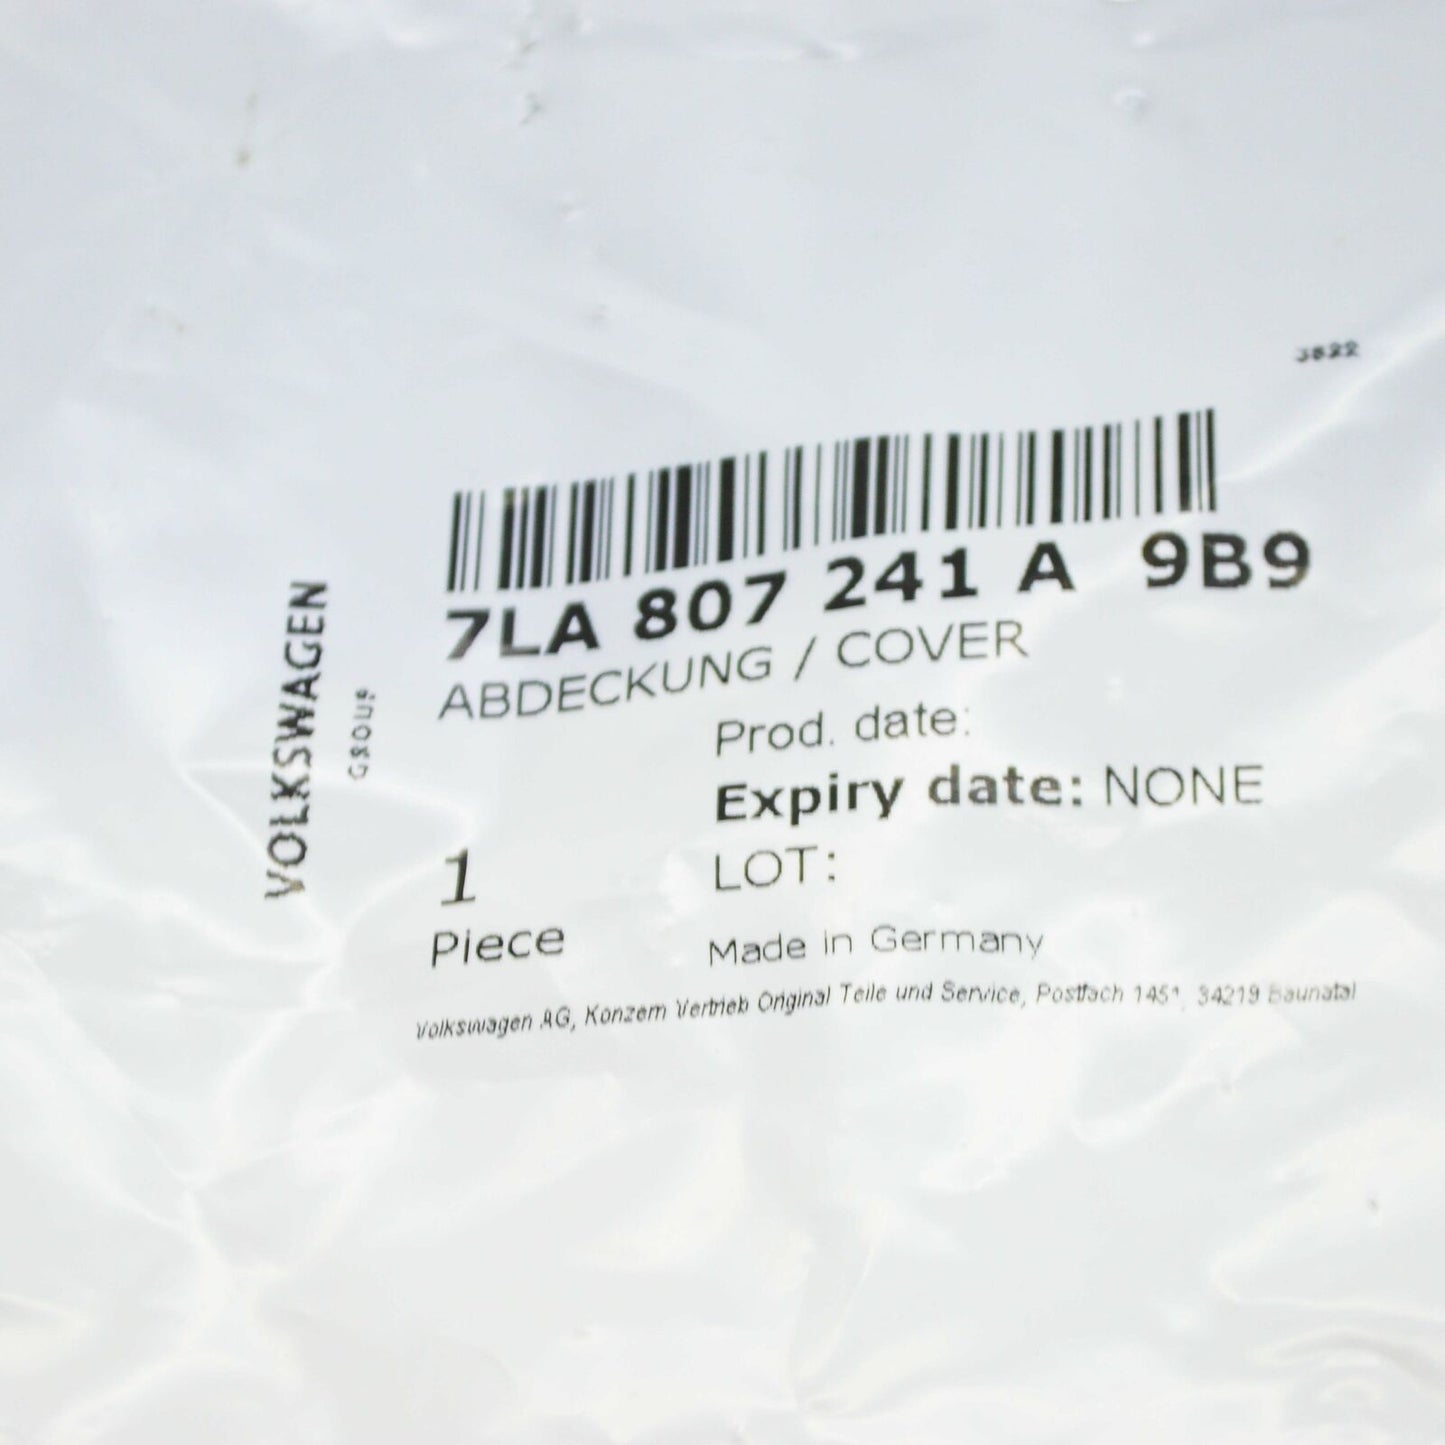 3822
7LA 807 241 A 9B9
ABDECKUNG / COVER
VOLKSWAGEN
GROUP
Prod. date:
Expiry date: NONE
1
LOT:
Piece
Made in Germany
Volkswagen AG, Konzern Vertrieb Original Teile und Service, Postfach 1451, 34219 Baunatal